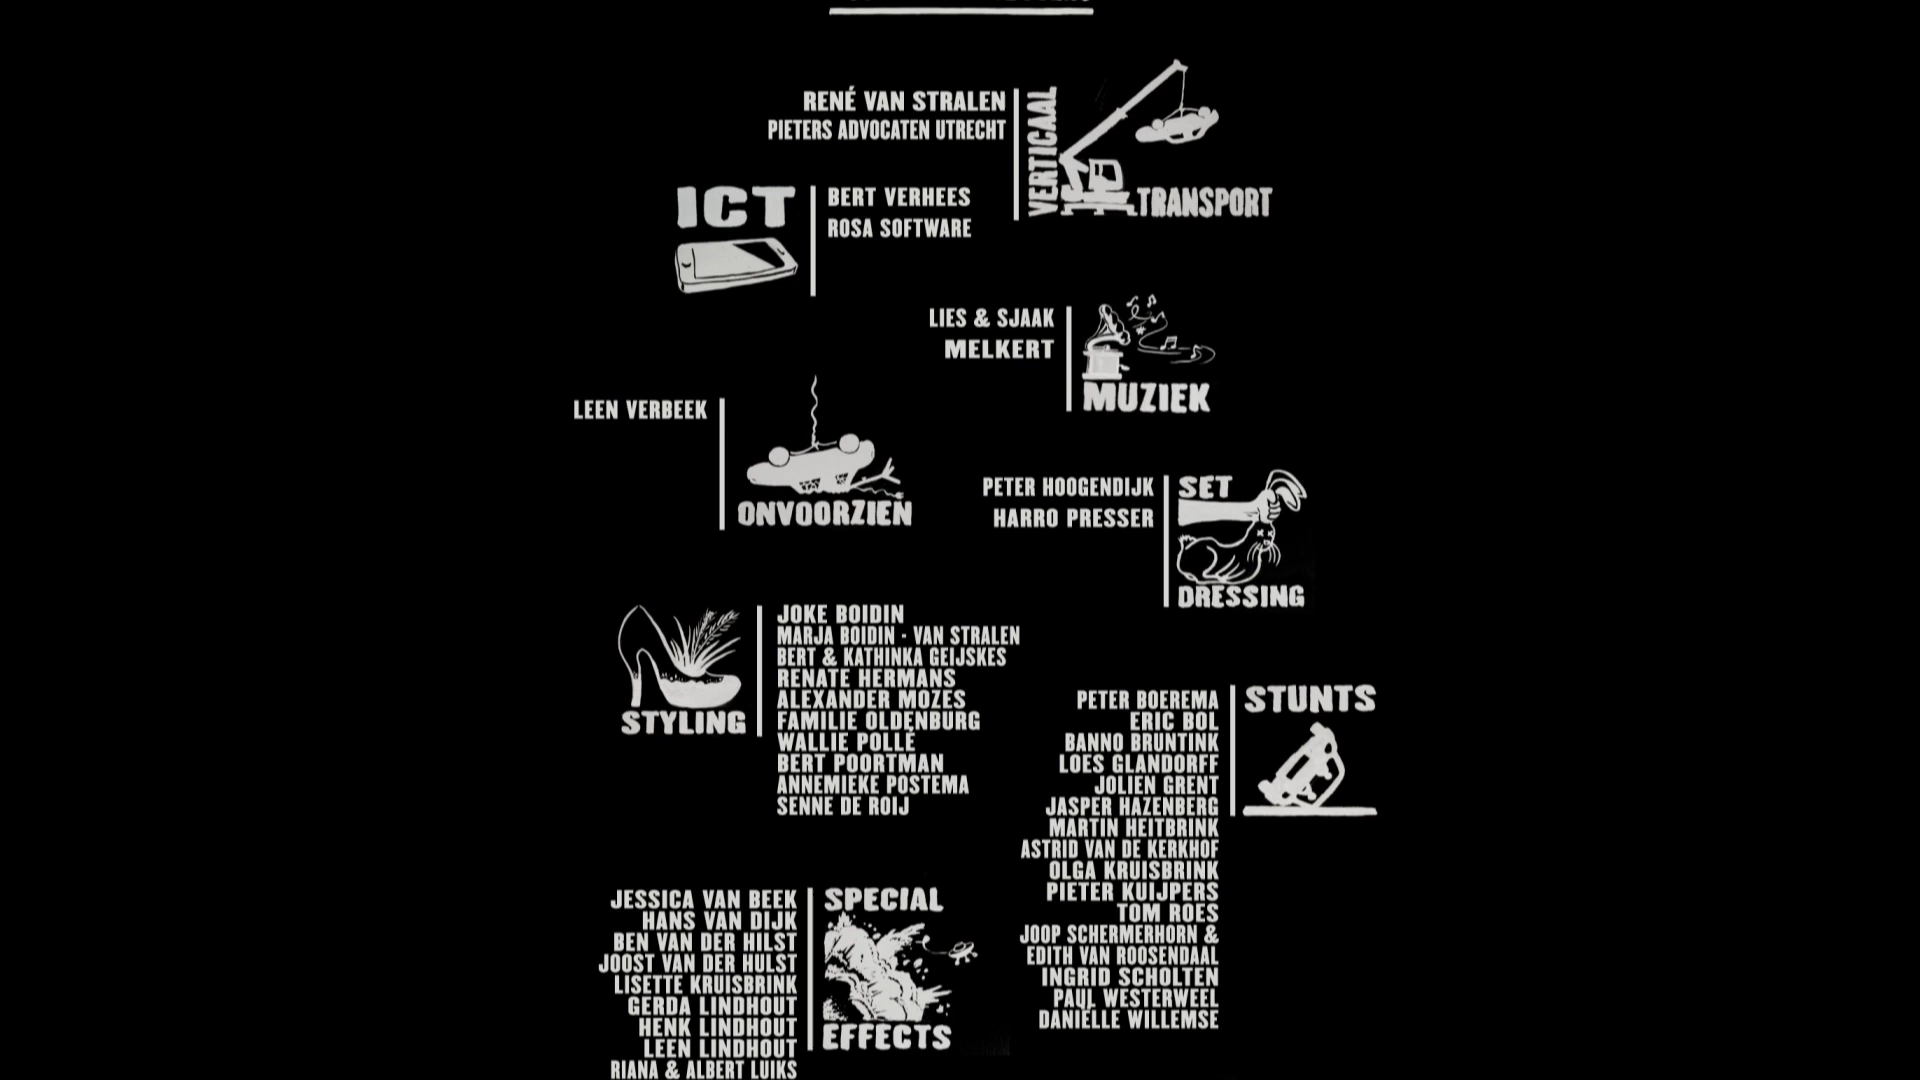 RENÉ VAN STRALEN
PIETERS ADVOCATEN UTRECHT
VERTICAAL
TRANSPORT
ICT
BERT VERHEES
ROSA SOFTWARE
LIES & SJAAK
MELKERT
MUZIEK
LEEN VERBEEK
ONVOORZIEN
PETER HOOGENDIJK
HARRO PRESSER
SET
DRESSING
STYLING
JOKE BOIDIN
MARJA BOIDIN - VAN STRALEN
BERT & KATHINKA GEIJSKES
RENATE HERMANS
ALEXANDER MOZES
FAMILIE OLDENBURG
WALLIE POLLÉ
BERT POORTMAN
ANNEMIEKE POSTEMA
SENNE DE ROIJ
PETER BOEREMA
ERIC BOL
BANNO BRUNTINK
LOES GLANDORFF
JOLIEN GRENT
JASPER HAZENBERG
MARTIN HEITBRINK
ASTRID VAN DE KERKHOF
OLGA KRUISBRINK
PIETER KUIJPERS
TOM ROES
JOOP SCHERMERHORN &
EDITH VAN ROOSENDAAL
INGRID SCHOLTEN
PAUL WESTERWEEL
DANIËLLE WILLEMSE
STUNTS
JESSICA VAN BEEK
HANS VAN DIJK
BEN VAN DER HILST
JOOST VAN DER HULST
LISETTE KRUISBRINK
GERDA LINDHOUT
HENK LINDHOUT
LEEN LINDHOUT
RIANA & ALBERT LUIKS
SPECIAL
EFFECTS